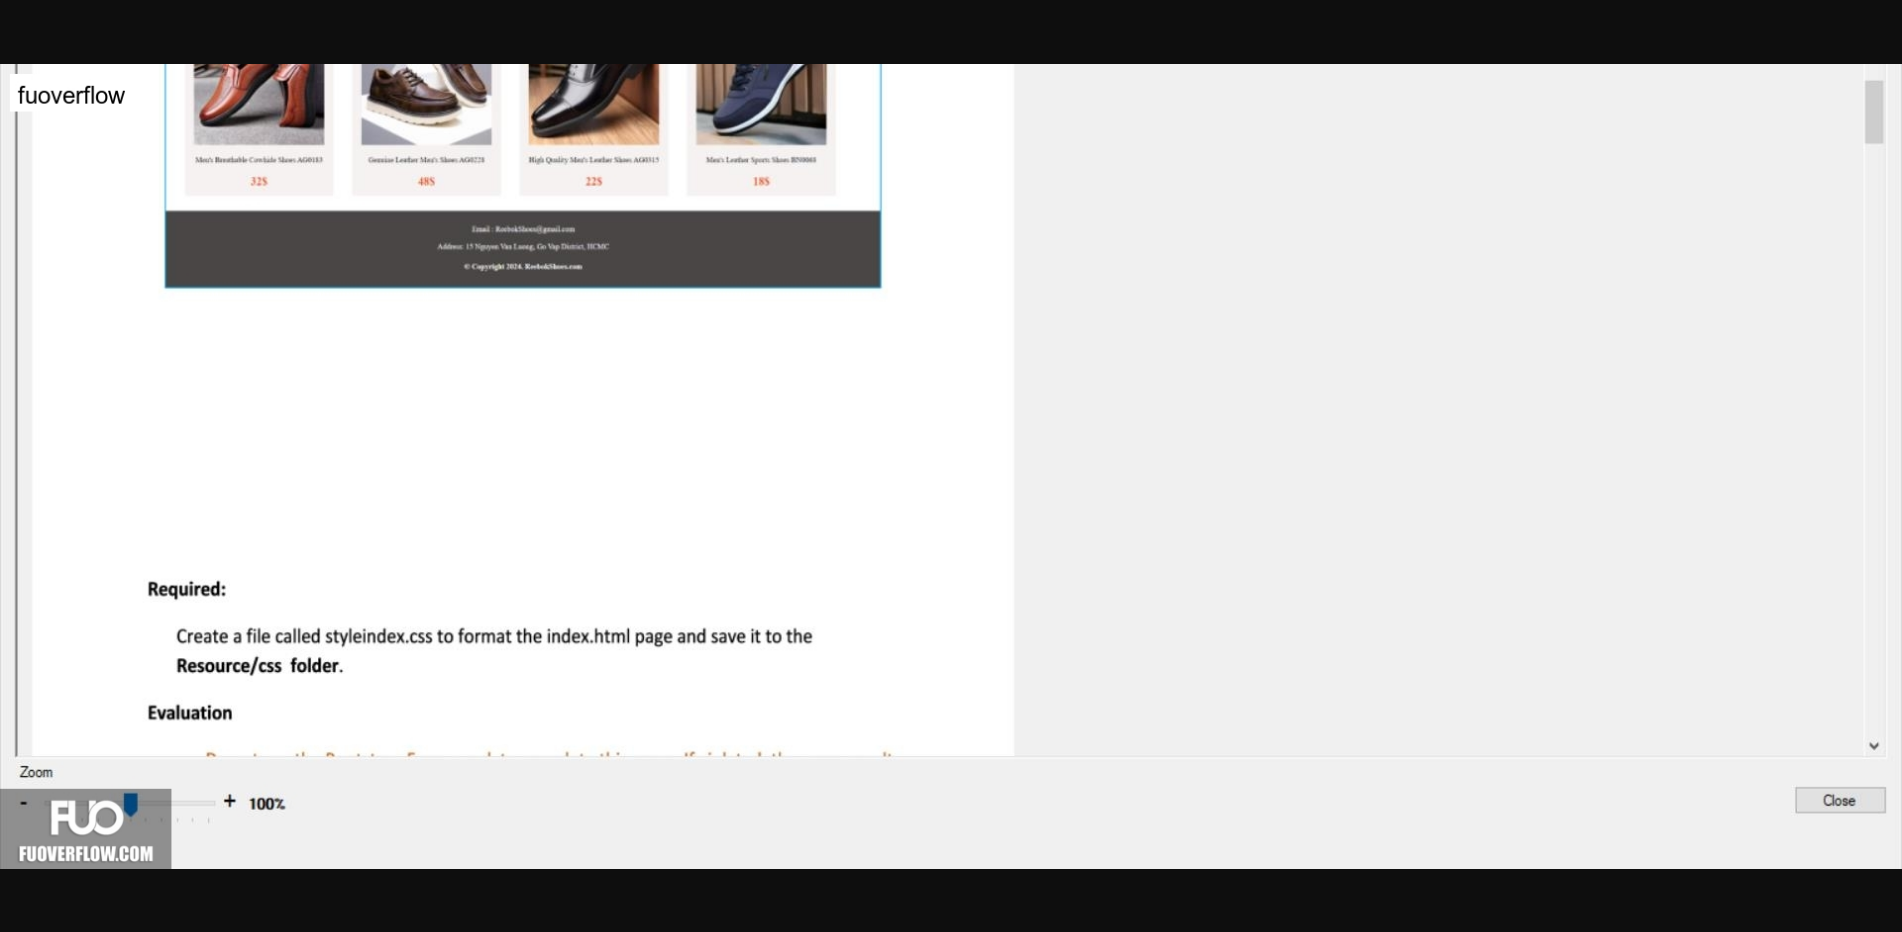 fuoverflow
Men's Breathable Cowhide Shoes AG0183
Genuine Leather Men's Shoes AG0228
High Quality Men's Leather Shoes AG0315
Men's Leather Sports Shoes BN0068
32$
48$
22$
18$
Email : ReebokShoes@gmail.com
Address: 15 Nguyen Van Luong, Go Vap District, HCMC
© Copyright 2024. ReebokShoes.com
Required:
Create a file called styleindex.css to format the index.html page and save it to the
Resource/css folder.
Evaluation
Zoom
- + 100%
Close
FUO
FUOVERFLOW.COM